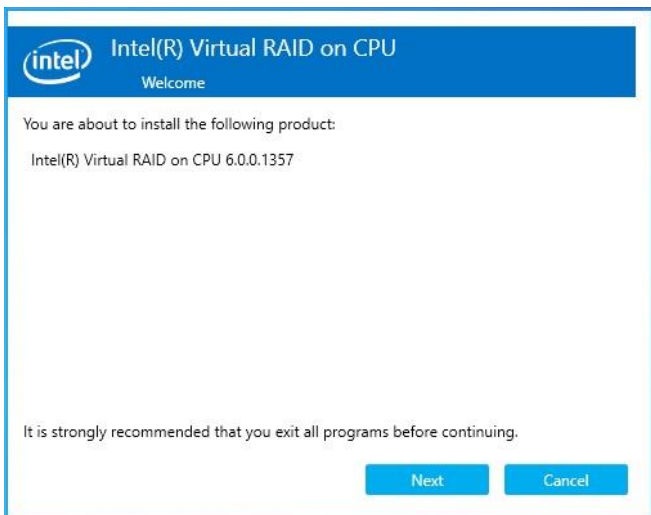 intel
Intel(R) Virtual RAID on CPU
Welcome
You are about to install the following product:
Intel(R) Virtual RAID on CPU 6.0.0.1357
It is strongly recommended that you exit all programs before continuing.
Next Cancel